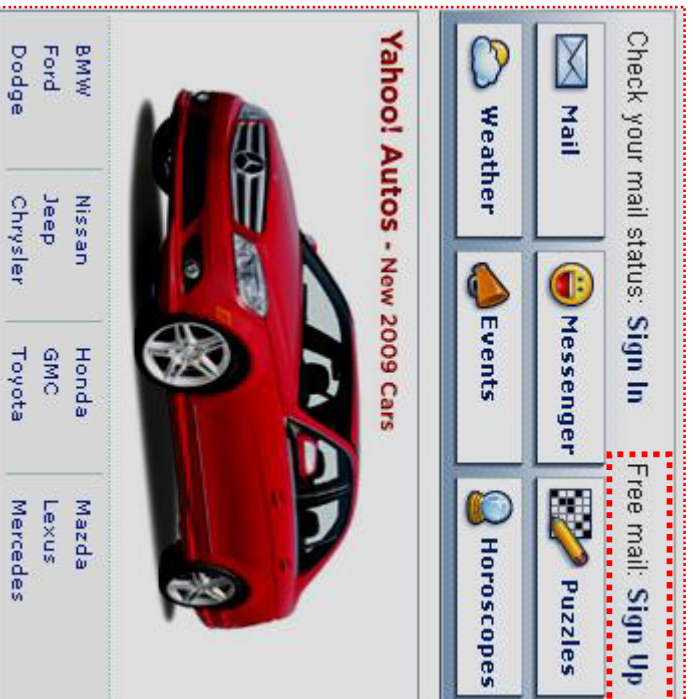 Check your mail status: Sign In Free mail: Sign Up
Mail Messenger Puzzles
Weather Events Horoscopes
Yahoo! Autos - New 2009 Cars
BMW Nissan Honda Mazda
Ford Jeep GMC Lexus
Dodge Chrysler Toyota Mercedes